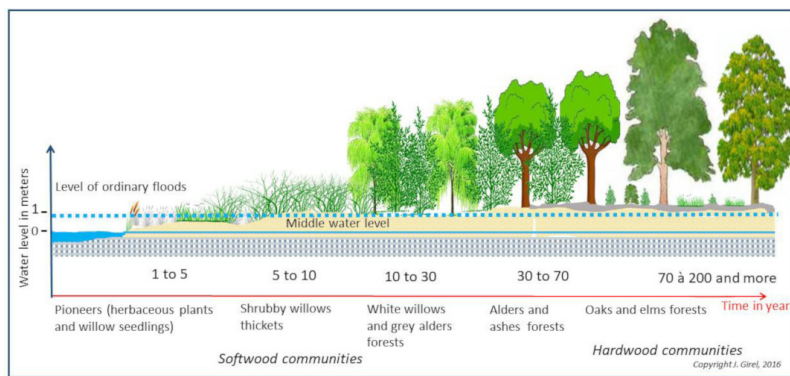 Water level in meters
Level of ordinary floods
1
0
Middle water level
1 to 5
5 to 10
10 to 30
30 to 70
70 à 200 and more
Time in year
Pioneers (herbaceous plants
and willow seedlings)
Shrubby willows
thickets
White willows
and grey alders
forests
Alders and
ashes forests
Oaks and elms forests
Softwood communities
Hardwood communities
Copyright J. Girel, 2016